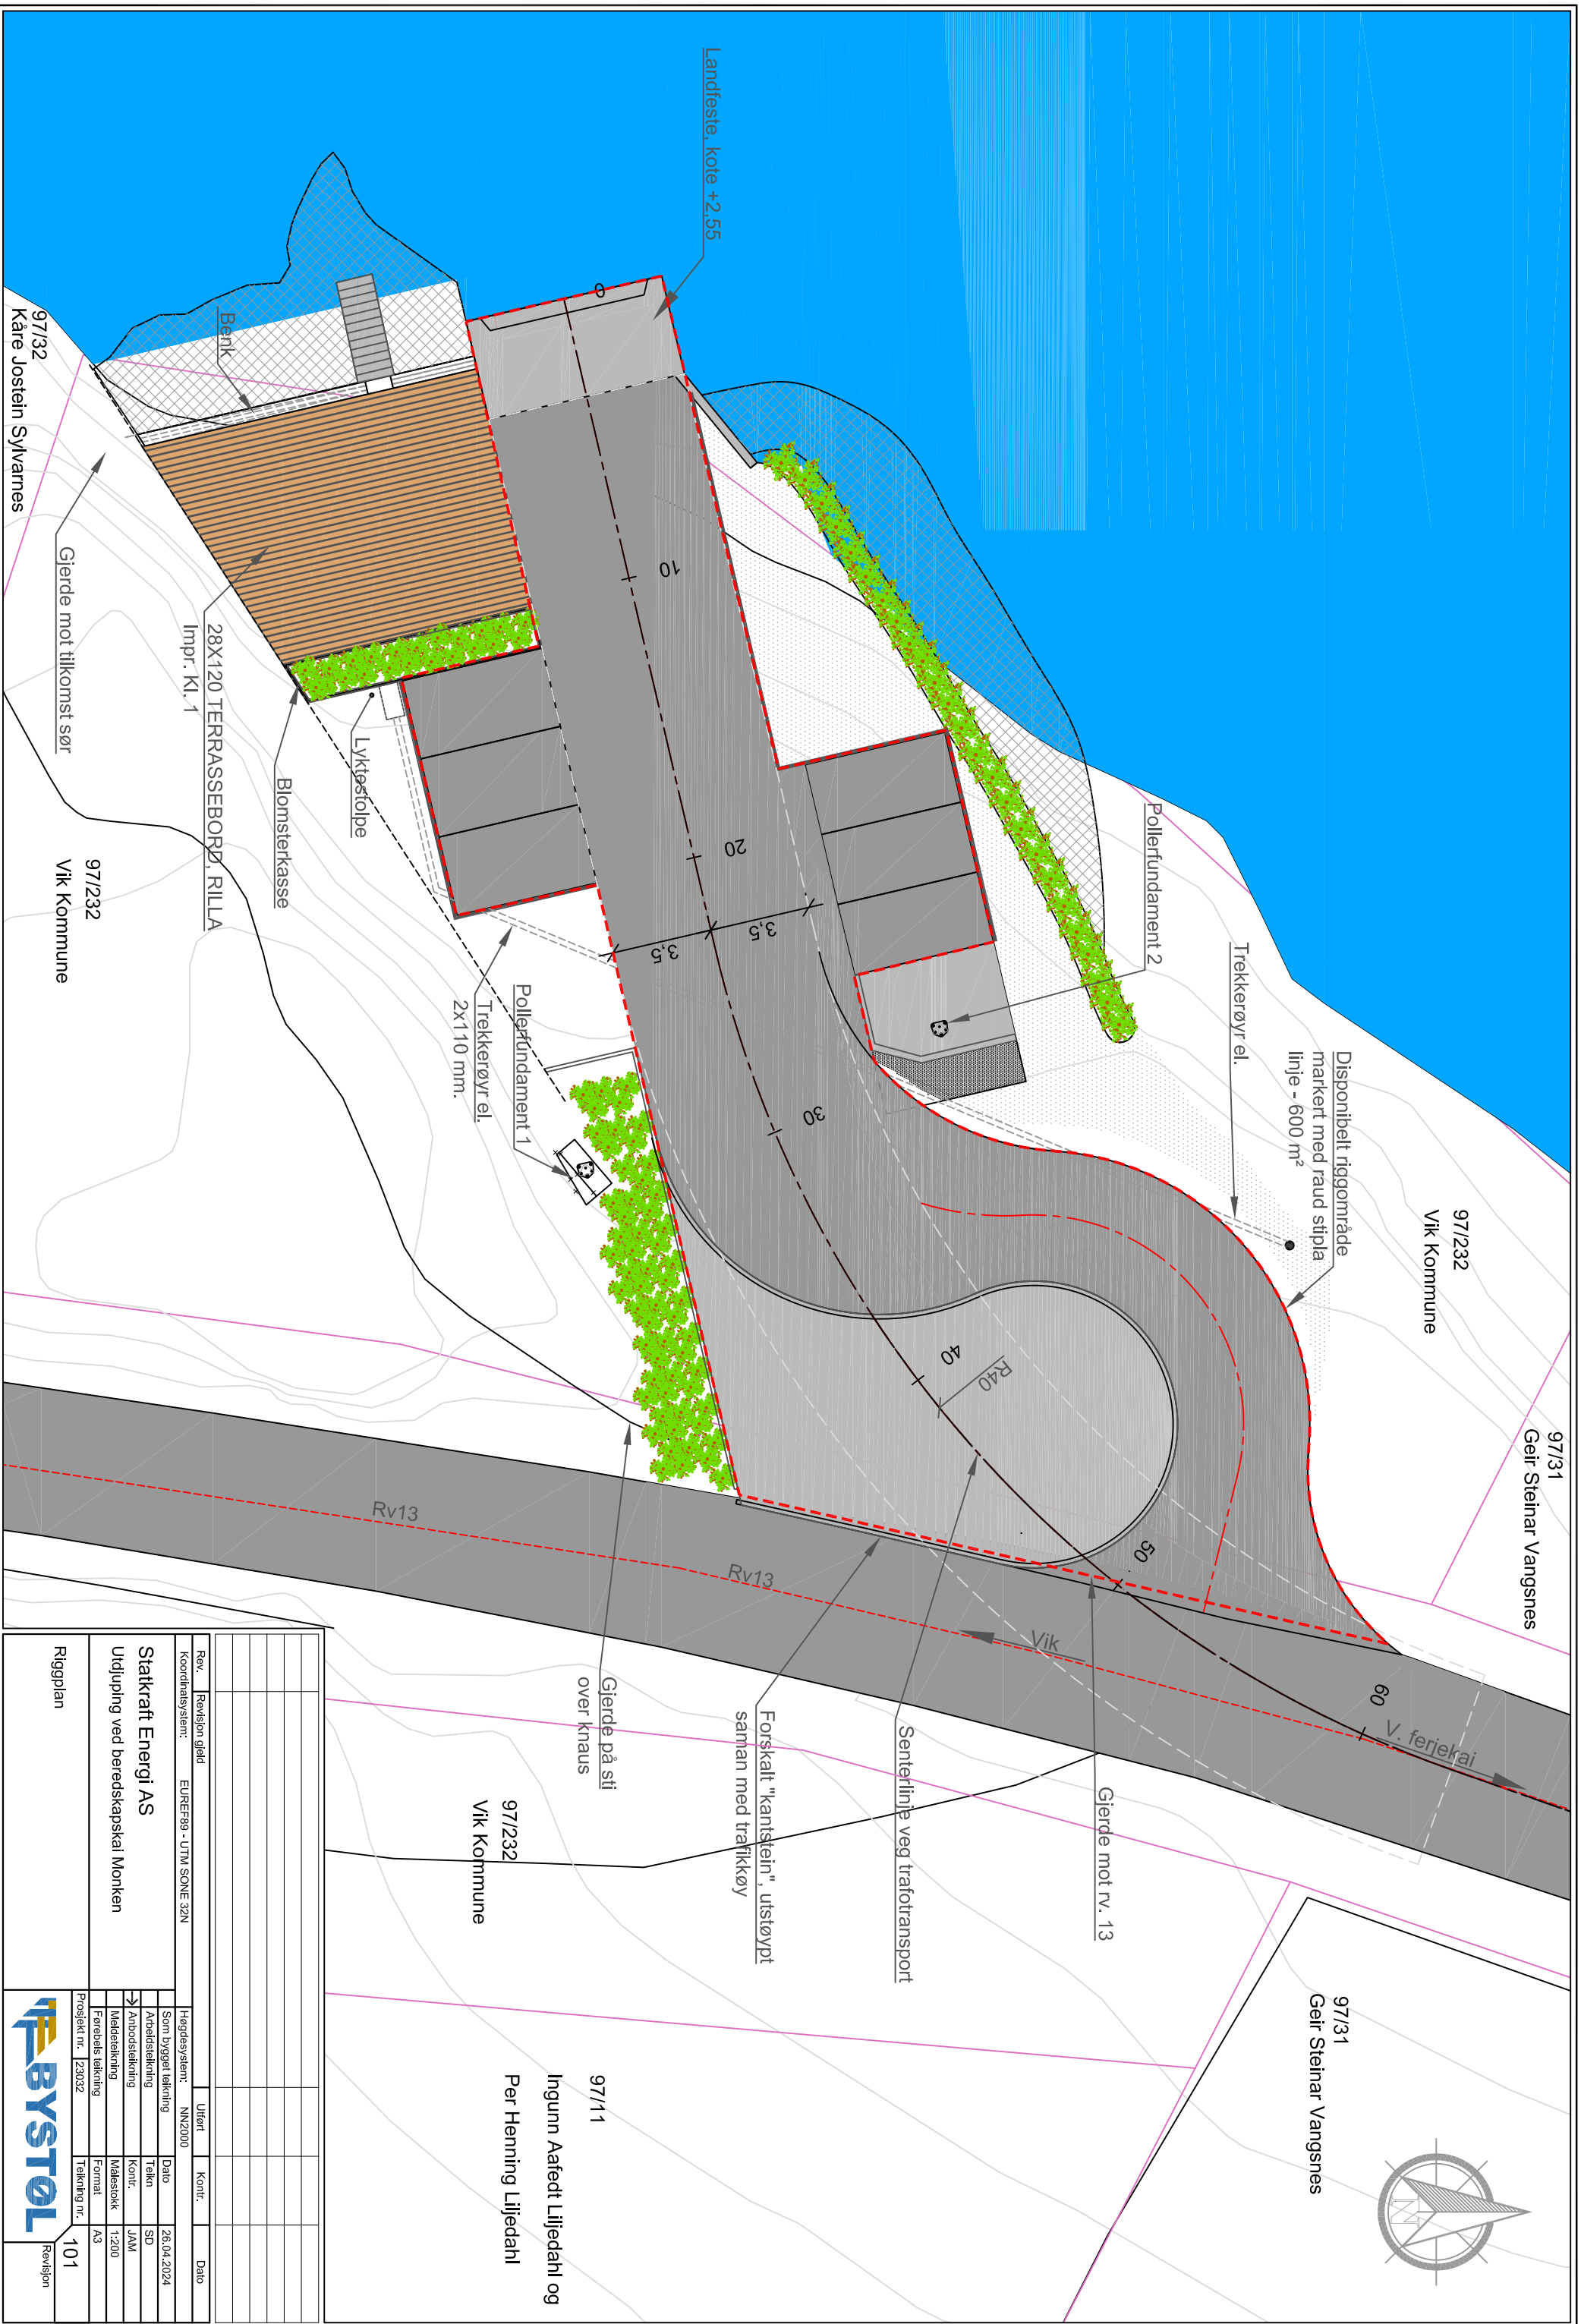 Landfeste, kote +2,55
Benk
97/32
Kåre Jostein Sylvarnes
Gjerde mot tilkomst sør
28X120 TERRASSEBORD, RILLA
Impr. Kl. 1
Blomsterkasse
Lyktestolpe
97/232
Vik Kommune
Trekkerøyr el.
2x110 mm.
Pollerfundament 1
Pollerfundament 2
Trekkerøyr el.
Disponibelt riggområde
markert med raud stipla
linje - 600 m²
97/232
Vik Kommune
97/31
Geir Steinar Vangsnes
0
10
20
3,5
3,5
30
40
R40
50
60
Rv13
Rv13
Vik
V. ferjekai
Gjerde på sti
over knaus
Forskalt "kantstein", utstøypt
saman med trafikkøy
Senterlinje veg trafotransport
Gjerde mot rv. 13
97/232
Vik Kommune
97/31
Geir Steinar Vangsnes
97/11
Ingunn Aafedt Liljedahl og
Per Henning Liljedahl
N
Rev. Revisjon gjeld Utført Kontr. Dato
Koordinatsystem: EUREF89 - UTM SONE 32N Høgdesystem: NN2000
Statkraft Energi AS
Utdjuping ved beredskapskai Monken
Riggplan
Som bygget teikning Dato 26.04.2024
Arbeidsteikning Teikn SD
Anbodsteikning Kontr. JAM
Meldeteikning Målestokk 1:200
Førebels teikning Format A3
Prosjekt nr. 23032 Teikning nr. 101
BYSTØL
Revisjon